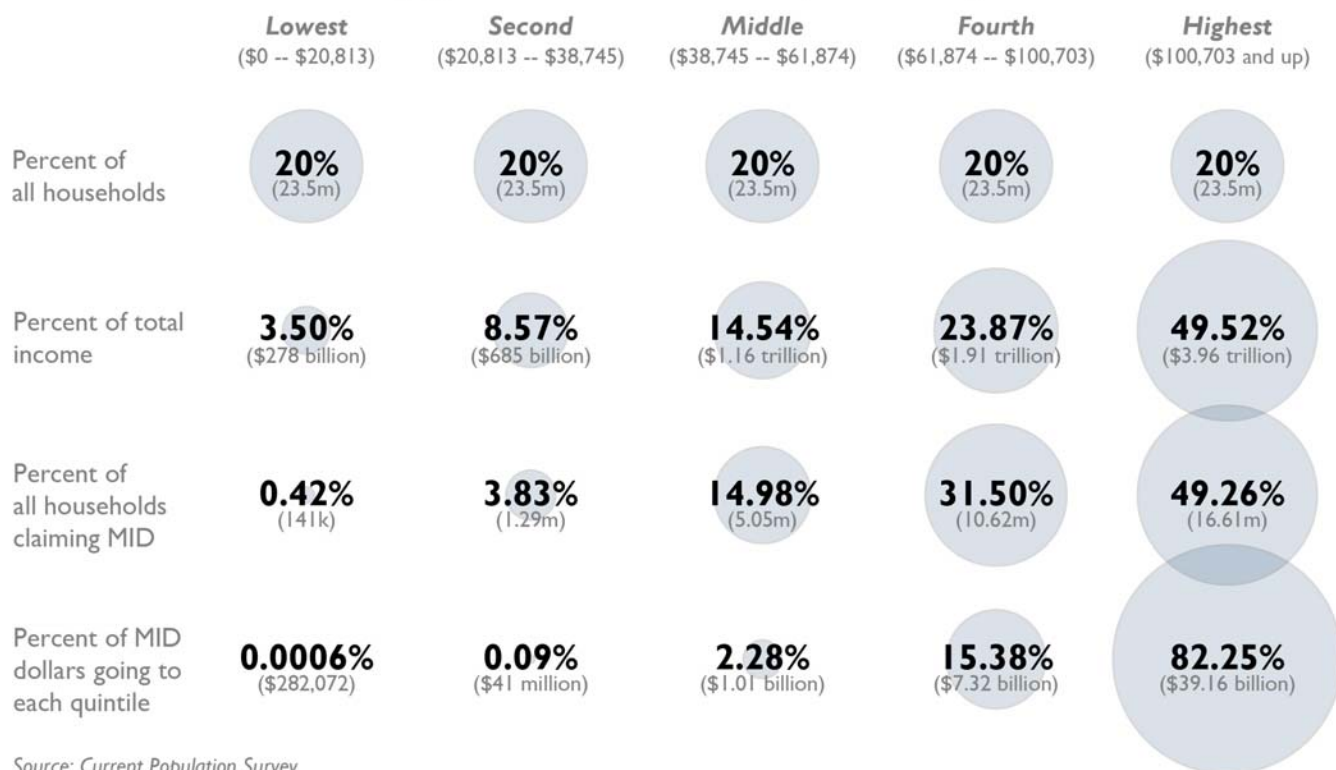 Lowest Second Middle Fourth Highest
($0 -- $20,813) ($20,813 -- $38,745) ($38,745 -- $61,874) ($61,874 -- $100,703) ($100,703 and up)
Percent of
all households
20% 20% 20% 20% 20%
(23.5m) (23.5m) (23.5m) (23.5m) (23.5m)
Percent of total
income
3.50% 8.57% 14.54% 23.87% 49.52%
($278 billion) ($685 billion) ($1.16 trillion) ($1.91 trillion) ($3.96 trillion)
Percent of
all households
claiming MID
0.42% 3.83% 14.98% 31.50% 49.26%
(141k) (1.29m) (5.05m) (10.62m) (16.61m)
Percent of MID
dollars going to
each quintile
0.0006% 0.09% 2.28% 15.38% 82.25%
($282,072) ($41 million) ($1.01 billion) ($7.32 billion) ($39.16 billion)
Source: Current Population Survey